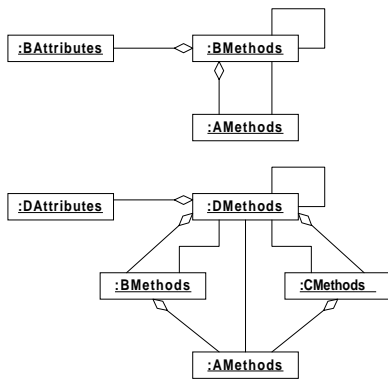 :BAttributes :BMethods
:AMethods
:DAttributes :DMethods
:BMethods :CMethods
:AMethods